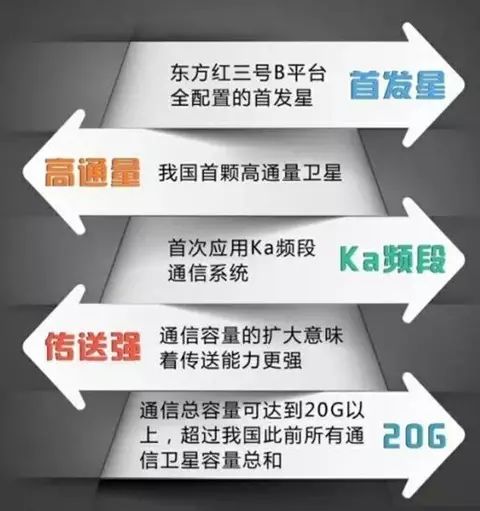 东方红三号B平台
全配置的首发星
首发星
高通量
我国首颗高通量卫星
首次应用Ka频段
通信系统
Ka频段
传送强
通信容量的扩大意味
着传送能力更强
通信总容量可达到20G以
上，超过我国此前所有通
信卫星容量总和
20G